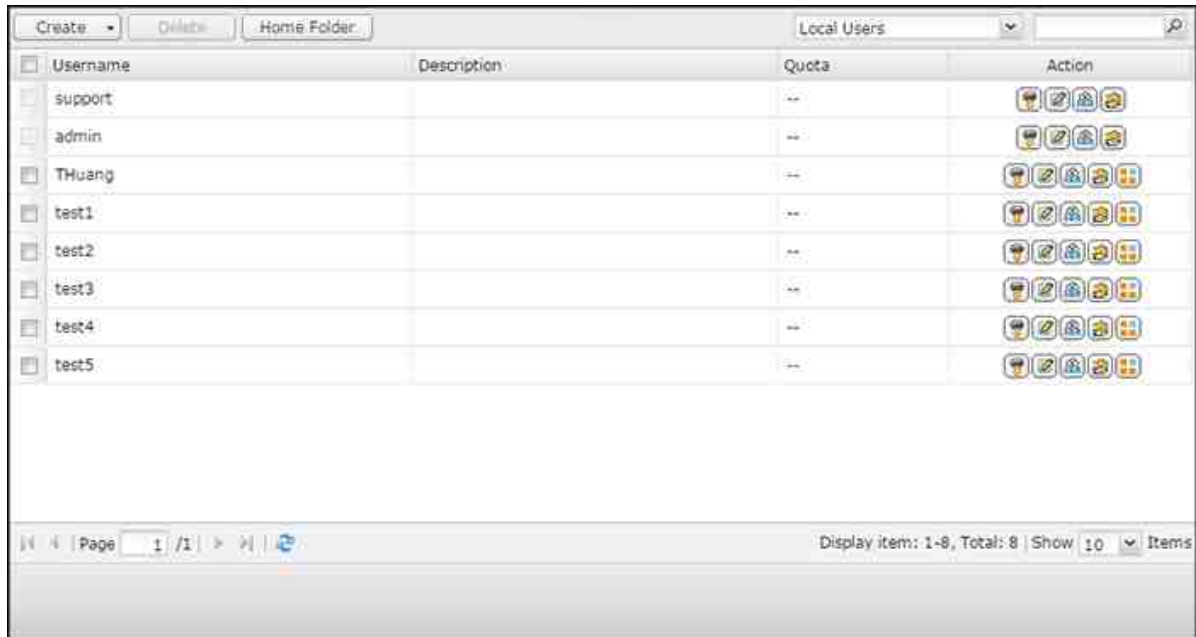 Create Delete Home Folder Local Users
Username Description Quota Action
support --
admin --
THuang --
test1 --
test2 --
test3 --
test4 --
test5 --
Page 1 /1 Display item: 1-8, Total: 8 Show 10 Items